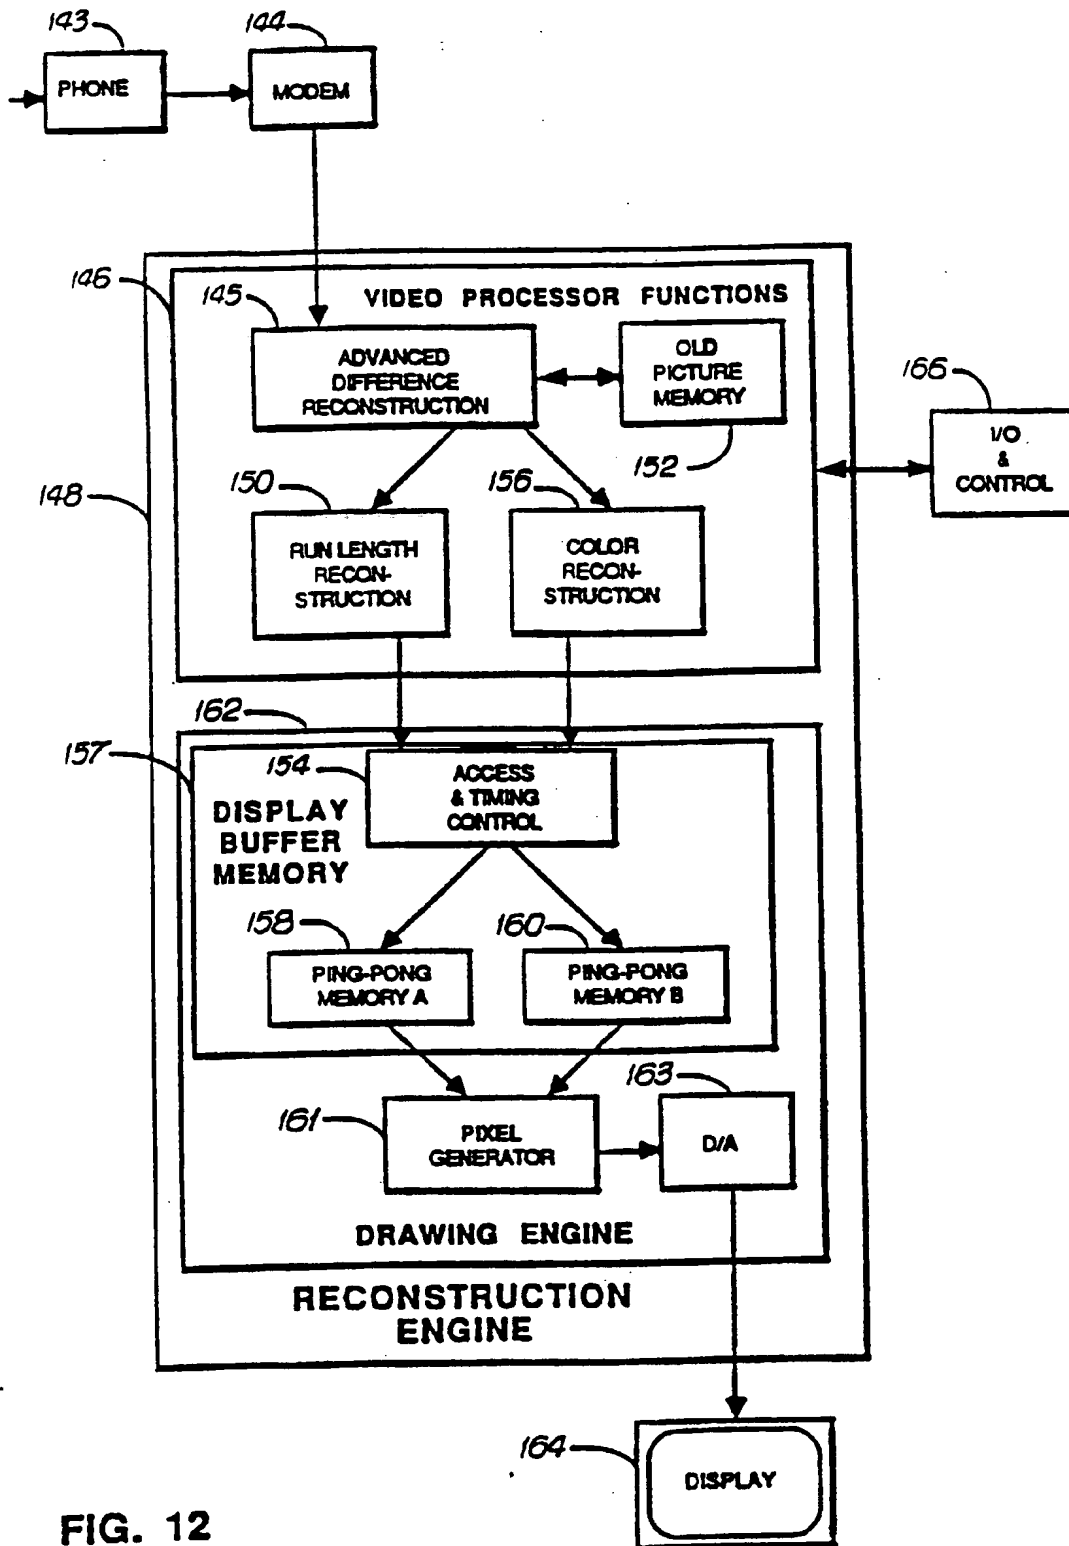 143
144
PHONE
MODEM
146
145
VIDEO PROCESSOR FUNCTIONS
ADVANCED
DIFFERENCE
RECONSTRUCTION
OLD
PICTURE
MEMORY
152
166
I/O
&
CONTROL
148
150
156
RUN LENGTH
RECON-
STRUCTION
COLOR
RECON-
STRUCTION
162
157
154
ACCESS
& TIMING
CONTROL
DISPLAY
BUFFER
MEMORY
158
160
PING-PONG
MEMORY A
PING-PONG
MEMORY B
163
161
PIXEL
GENERATOR
D/A
DRAWING ENGINE
RECONSTRUCTION
ENGINE
164
DISPLAY
FIG. 12